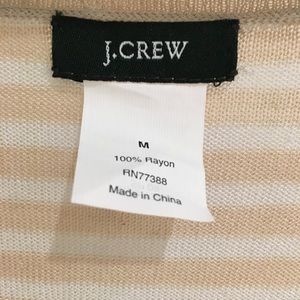 J.CREW
M
100% Rayon
RN77388
Made in China